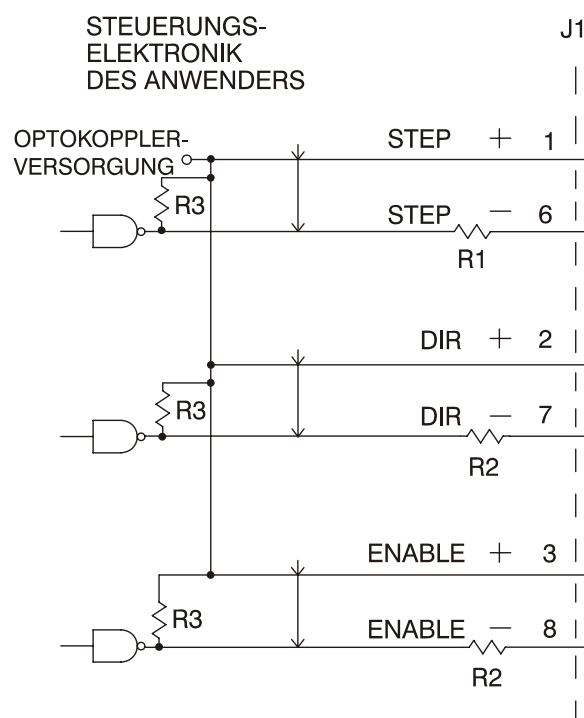 STEUERUNGS-
ELEKTRONIK
DES ANWENDERS
J1
OPTOKOPPLER-
VERSORGUNG
STEP + 1
R3
STEP − 6
R1
DIR + 2
R3
DIR − 7
R2
ENABLE + 3
R3
ENABLE − 8
R2